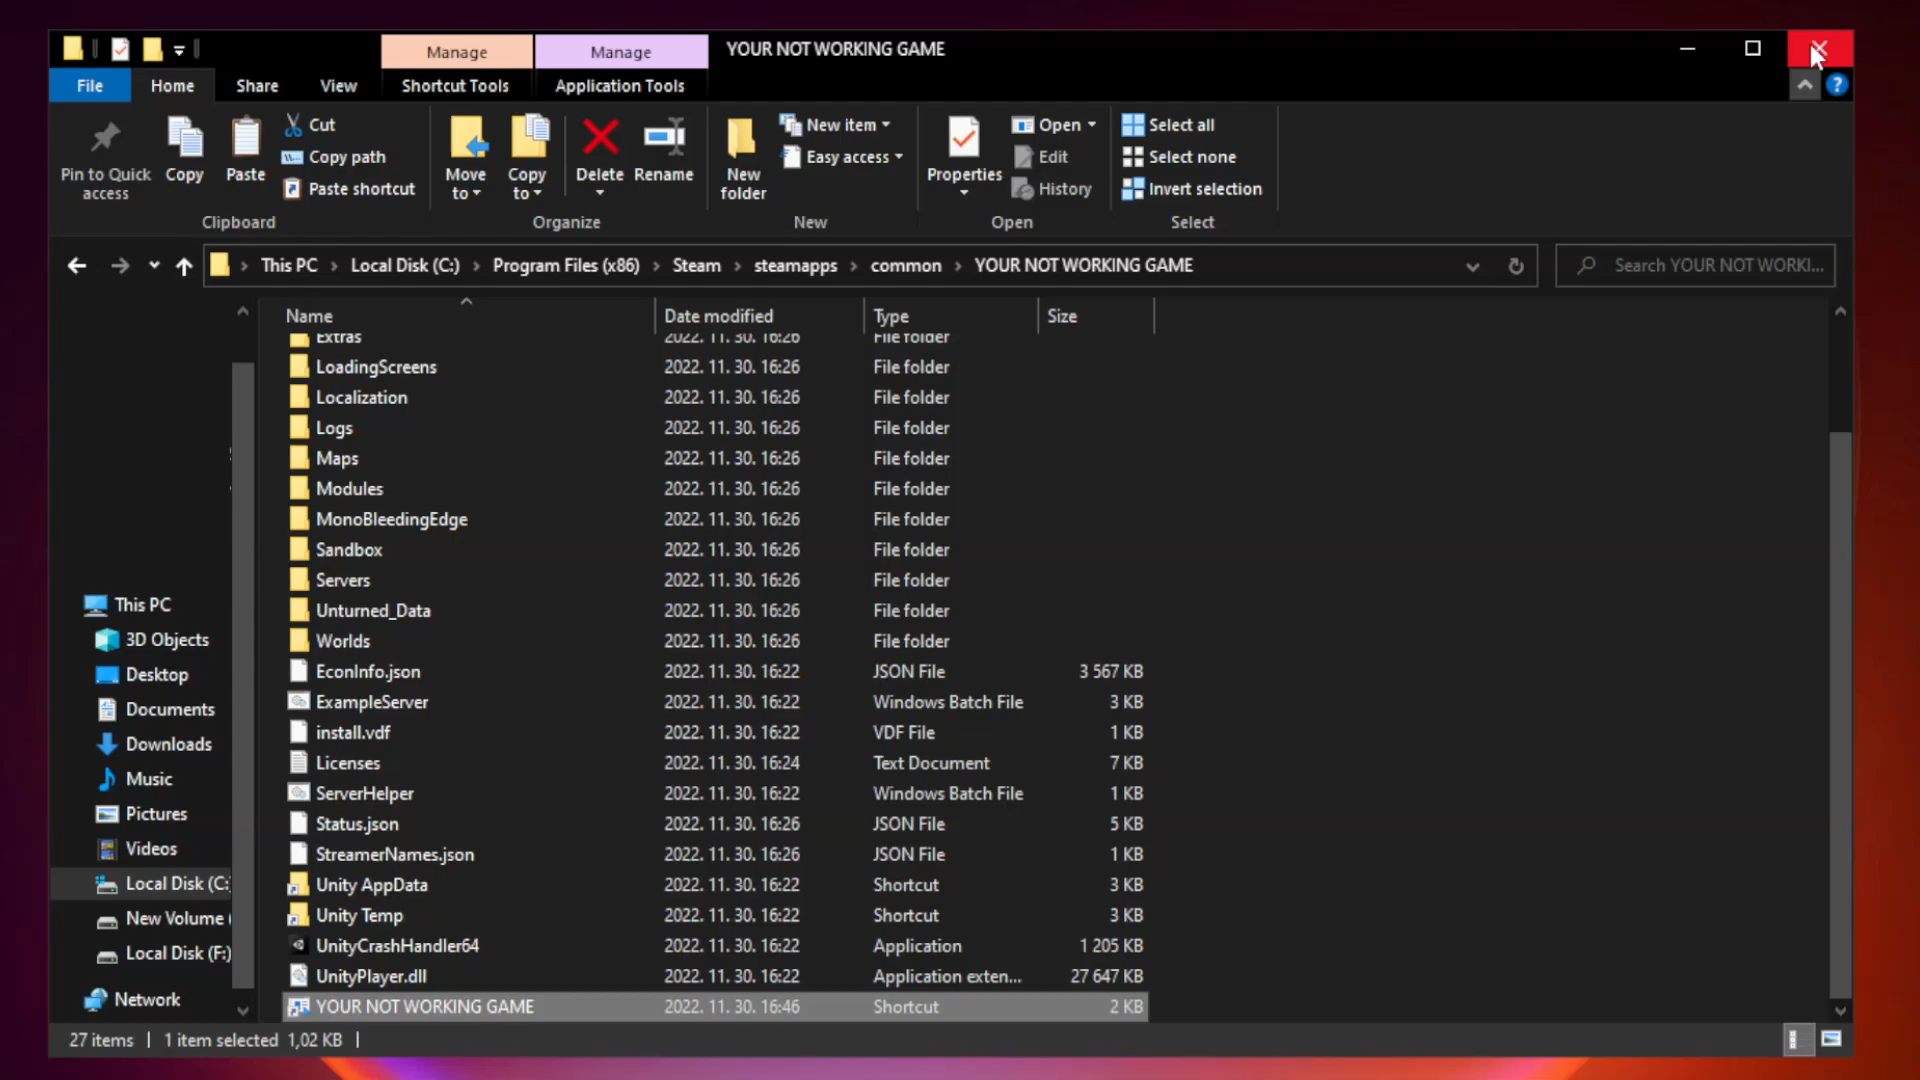 Manage
Manage
YOUR NOT WORKING GAME
File
Home
Share
View
Shortcut Tools
Application Tools
?
Pin to Quick access
Copy
Paste
Cut
Copy path
Paste shortcut
Clipboard
Move to
Copy to
Delete
Rename
Organize
New folder
New item
Easy access
New
Properties
Open
Edit
History
Open
Select all
Select none
Invert selection
Select
This PC > Local Disk (C:) > Program Files (x86) > Steam > steamapps > common > YOUR NOT WORKING GAME
Search YOUR NOT WORKI...
Name Date modified Type Size
Extras 2022. 11. 30. 16:26 File folder
LoadingScreens 2022. 11. 30. 16:26 File folder
Localization 2022. 11. 30. 16:26 File folder
Logs 2022. 11. 30. 16:26 File folder
Maps 2022. 11. 30. 16:26 File folder
Modules 2022. 11. 30. 16:26 File folder
MonoBleedingEdge 2022. 11. 30. 16:26 File folder
Sandbox 2022. 11. 30. 16:26 File folder
Servers 2022. 11. 30. 16:26 File folder
Unturned_Data 2022. 11. 30. 16:26 File folder
Worlds 2022. 11. 30. 16:26 File folder
EconInfo.json 2022. 11. 30. 16:22 JSON File 3 567 KB
ExampleServer 2022. 11. 30. 16:22 Windows Batch File 3 KB
install.vdf 2022. 11. 30. 16:22 VDF File 1 KB
Licenses 2022. 11. 30. 16:24 Text Document 7 KB
ServerHelper 2022. 11. 30. 16:22 Windows Batch File 1 KB
Status.json 2022. 11. 30. 16:26 JSON File 5 KB
StreamerNames.json 2022. 11. 30. 16:26 JSON File 1 KB
Unity AppData 2022. 11. 30. 16:22 Shortcut 3 KB
Unity Temp 2022. 11. 30. 16:22 Shortcut 3 KB
UnityCrashHandler64 2022. 11. 30. 16:22 Application 1 205 KB
UnityPlayer.dll 2022. 11. 30. 16:22 Application exten... 27 647 KB
YOUR NOT WORKING GAME 2022. 11. 30. 16:46 Shortcut 2 KB
This PC
3D Objects
Desktop
Documents
Downloads
Music
Pictures
Videos
Local Disk (C:)
New Volume (
Local Disk (F:)
Network
27 items | 1 item selected 1,02 KB |